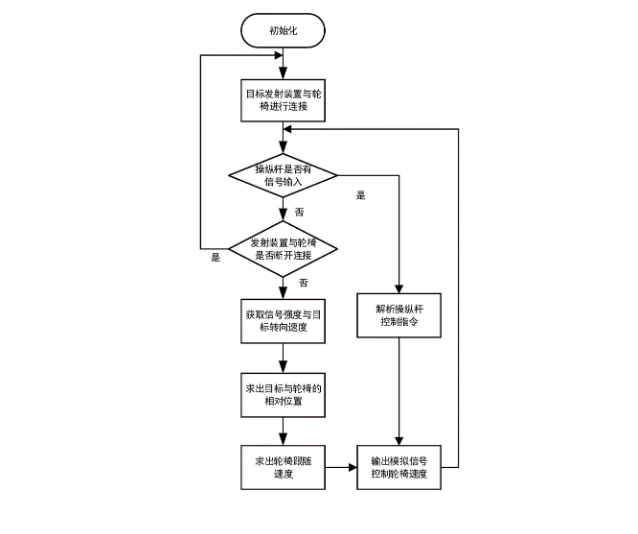 初始化
目标发射装置与轮
椅进行连接
操纵杆是否有
信号输入
是
否
发射装置与轮椅
是否断开连接
是
否
获取信号强度与目
标转向速度
解析操纵杆
控制指令
求出目标与轮椅的
相对位置
求出轮椅跟随
速度
输出模拟信号
控制轮椅速度